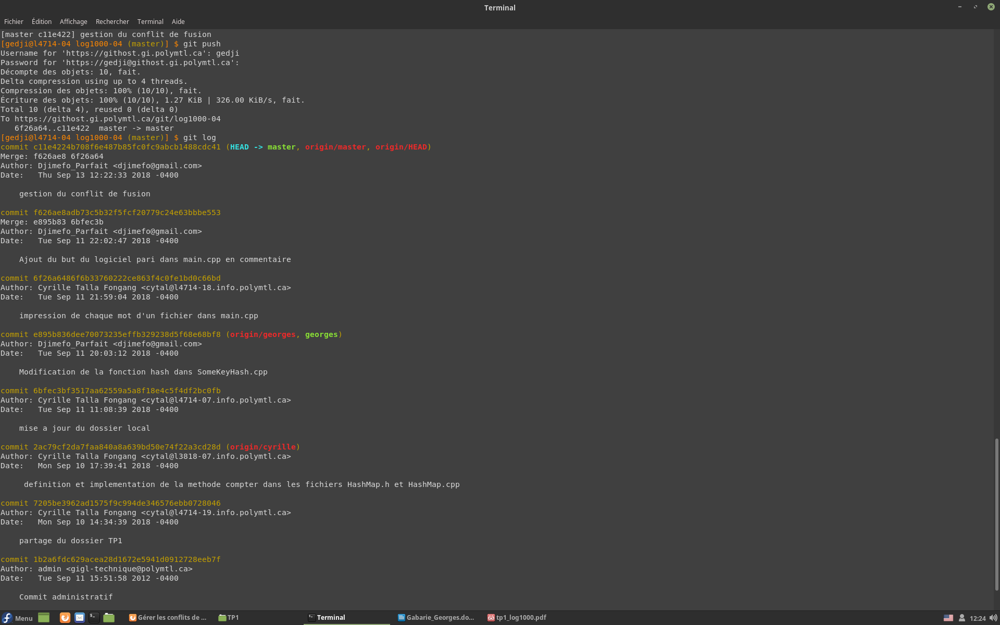 Terminal
Fichier Édition Affichage Rechercher Terminal Aide
[master c11e422] gestion du conflit de fusion
[gedji@l4714-04 log1000-04 (master)] $ git push
Username for 'https://githost.gi.polymtl.ca': gedji
Password for 'https://gedji@githost.gi.polymtl.ca':
Décompte des objets: 10, fait.
Delta compression using up to 4 threads.
Compression des objets: 100% (10/10), fait.
Écriture des objets: 100% (10/10), 1.27 KiB | 326.00 KiB/s, fait.
Total 10 (delta 4), reused 0 (delta 0)
To https://githost.gi.polymtl.ca/git/log1000-04
   6f26a64..c11e422  master -> master
[gedji@l4714-04 log1000-04 (master)] $ git log
commit c11e4224b708f6e487b85fc0fc9abcb1488cdc41 (HEAD -> master, origin/master, origin/HEAD)
Merge: f626ae8 6f26a64
Author: Djimefo_Parfait <djimefo@gmail.com>
Date:   Thu Sep 13 12:22:33 2018 -0400
    gestion du conflit de fusion
commit f626ae8adb73c5b32f5fcf20779c24e63bbbe553
Merge: e895b83 6bfec3b
Author: Djimefo_Parfait <djimefo@gmail.com>
Date:   Tue Sep 11 22:02:47 2018 -0400
    Ajout du but du logiciel pari dans main.cpp en commentaire
commit 6f26a6486f6b33760222ce863f4c0fe1bd0c66bd
Author: Cyrille Talla Fongang <cytal@l4714-18.info.polymtl.ca>
Date:   Tue Sep 11 21:59:04 2018 -0400
    impression de chaque mot d'un fichier dans main.cpp
commit e895b836dee70073235effb329238d5f68e68bf8 (origin/georges, georges)
Author: Djimefo_Parfait <djimefo@gmail.com>
Date:   Tue Sep 11 20:03:12 2018 -0400
    Modification de la fonction hash dans SomeKeyHash.cpp
commit 6bfec3bf3517aa62559a5a8f18e4c5f4df2bc0fb
Author: Cyrille Talla Fongang <cytal@l4714-07.info.polymtl.ca>
Date:   Tue Sep 11 11:08:39 2018 -0400
    mise a jour du dossier local
commit 2ac79cf2da7faa840a8a639bd50e74f22a3cd28d (origin/cyrille)
Author: Cyrille Talla Fongang <cytal@l3818-07.info.polymtl.ca>
Date:   Mon Sep 10 17:39:41 2018 -0400
     definition et implementation de la methode compter dans les fichiers HashMap.h et HashMap.cpp
commit 7205be3962ad1575f9c994de346576ebb0728046
Author: Cyrille Talla Fongang <cytal@l4714-19.info.polymtl.ca>
Date:   Mon Sep 10 14:34:39 2018 -0400
    partage du dossier TP1
commit 1b2a6fdc629acea28d1672e5941d0912728eeb7f
Author: admin <gigl-technique@polymtl.ca>
Date:   Tue Sep 11 15:51:58 2012 -0400
    Commit administratif
Menu Gérer les conflits de ... TP1 Terminal Gabarie_Georges.do... tp1_log1000.pdf 12:24